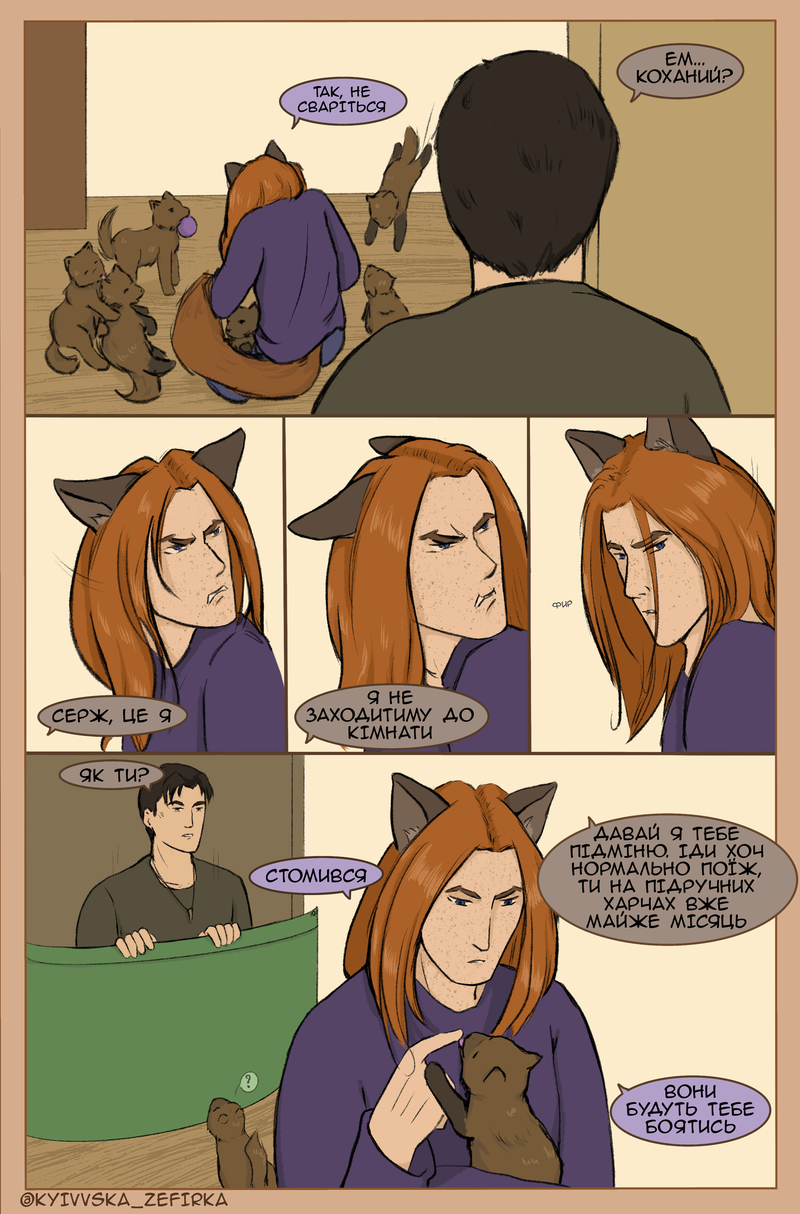 ЕМ...
КОХАНИЙ?
ТАК, НЕ
СВАРІТЬСЯ
СЕРЖ, ЦЕ Я
Я НЕ
ЗАХОДИТИМУ ДО
КІМНАТИ
ФИР
ЯК ТИ?
СТОМИВСЯ
ДАВАЙ Я ТЕБЕ
ПІДМІНЮ. ІДИ ХОЧ
НОРМАЛЬНО ПОЇЖ,
ТИ НА ПІДРУЧНИХ
ХАРЧАХ ВЖЕ
МАЙЖЕ МІСЯЦЬ
?
ВОНИ
БУДУТЬ ТЕБЕ
БОЯТИСЬ
@KYIVVSKA_ZEFIRKA